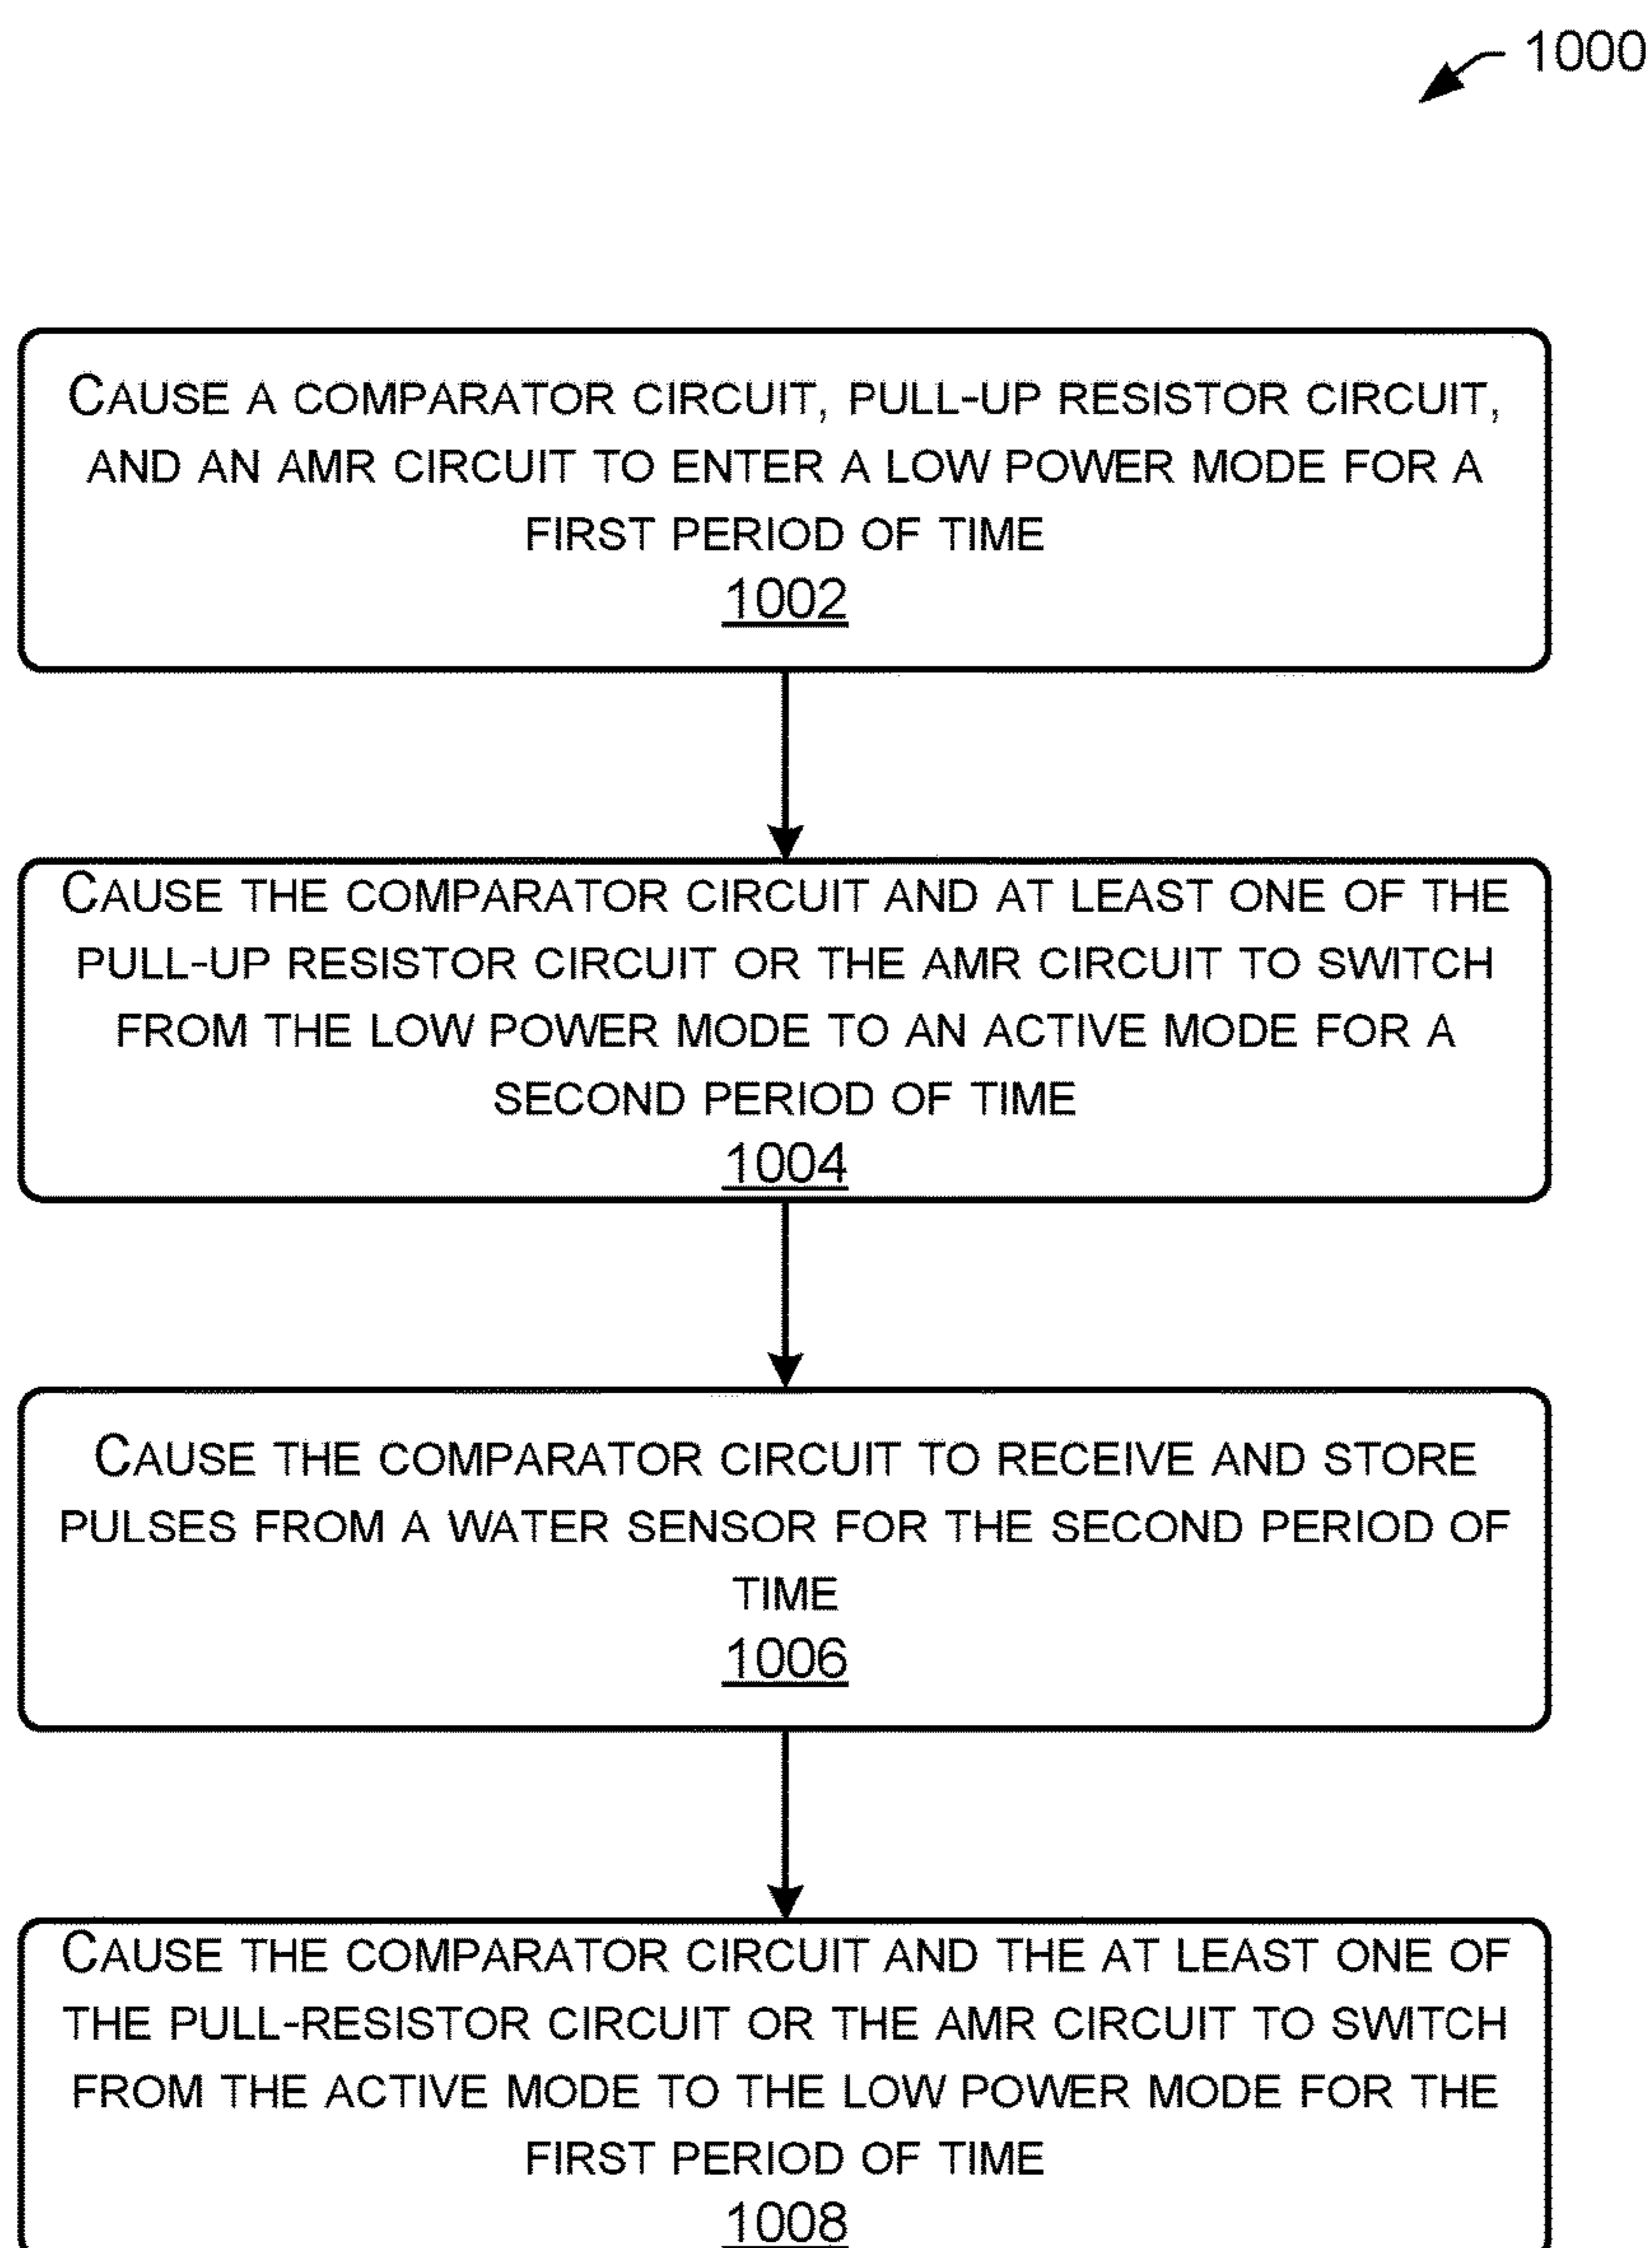 1000
CAUSE A COMPARATOR CIRCUIT, PULL-UP RESISTOR CIRCUIT,
AND AN AMR CIRCUIT TO ENTER A LOW POWER MODE FOR A
FIRST PERIOD OF TIME
1002
CAUSE THE COMPARATOR CIRCUIT AND AT LEAST ONE OF THE
PULL-UP RESISTOR CIRCUIT OR THE AMR CIRCUIT TO SWITCH
FROM THE LOW POWER MODE TO AN ACTIVE MODE FOR A
SECOND PERIOD OF TIME
1004
CAUSE THE COMPARATOR CIRCUIT TO RECEIVE AND STORE
PULSES FROM A WATER SENSOR FOR THE SECOND PERIOD OF
TIME
1006
CAUSE THE COMPARATOR CIRCUIT AND THE AT LEAST ONE OF
THE PULL-RESISTOR CIRCUIT OR THE AMR CIRCUIT TO SWITCH
FROM THE ACTIVE MODE TO THE LOW POWER MODE FOR THE
FIRST PERIOD OF TIME
1008